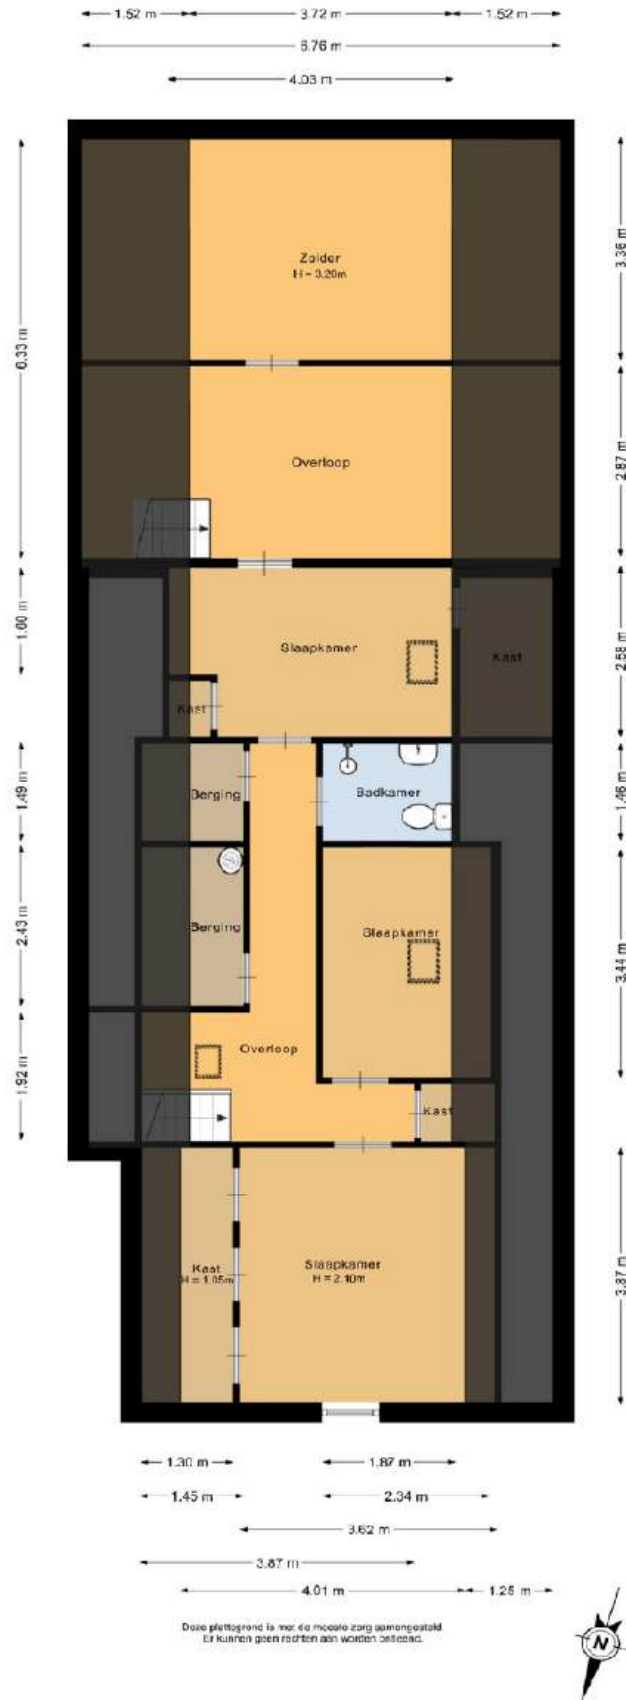 1.52 m
3.72 m
1.52 m
6.76 m
4.03 m
Zolder
H = 3.20m
3.36 m
6.33 m
Overloop
2.87 m
1.60 m
Slaapkamer
Kast
2.58 m
Kast
1.49 m
Berging
Badkamer
1.46 m
2.43 m
Berging
Slaapkamer
3.44 m
1.92 m
Overloop
Kast
Kast
H = 1.05m
Slaapkamer
H = 2.10m
3.87 m
1.30 m
1.87 m
1.45 m
2.34 m
3.62 m
3.87 m
4.01 m
1.25 m
Deze plattegrond is met de meeste zorg samengesteld
Er kunnen geen rechten aan worden ontleend.
N